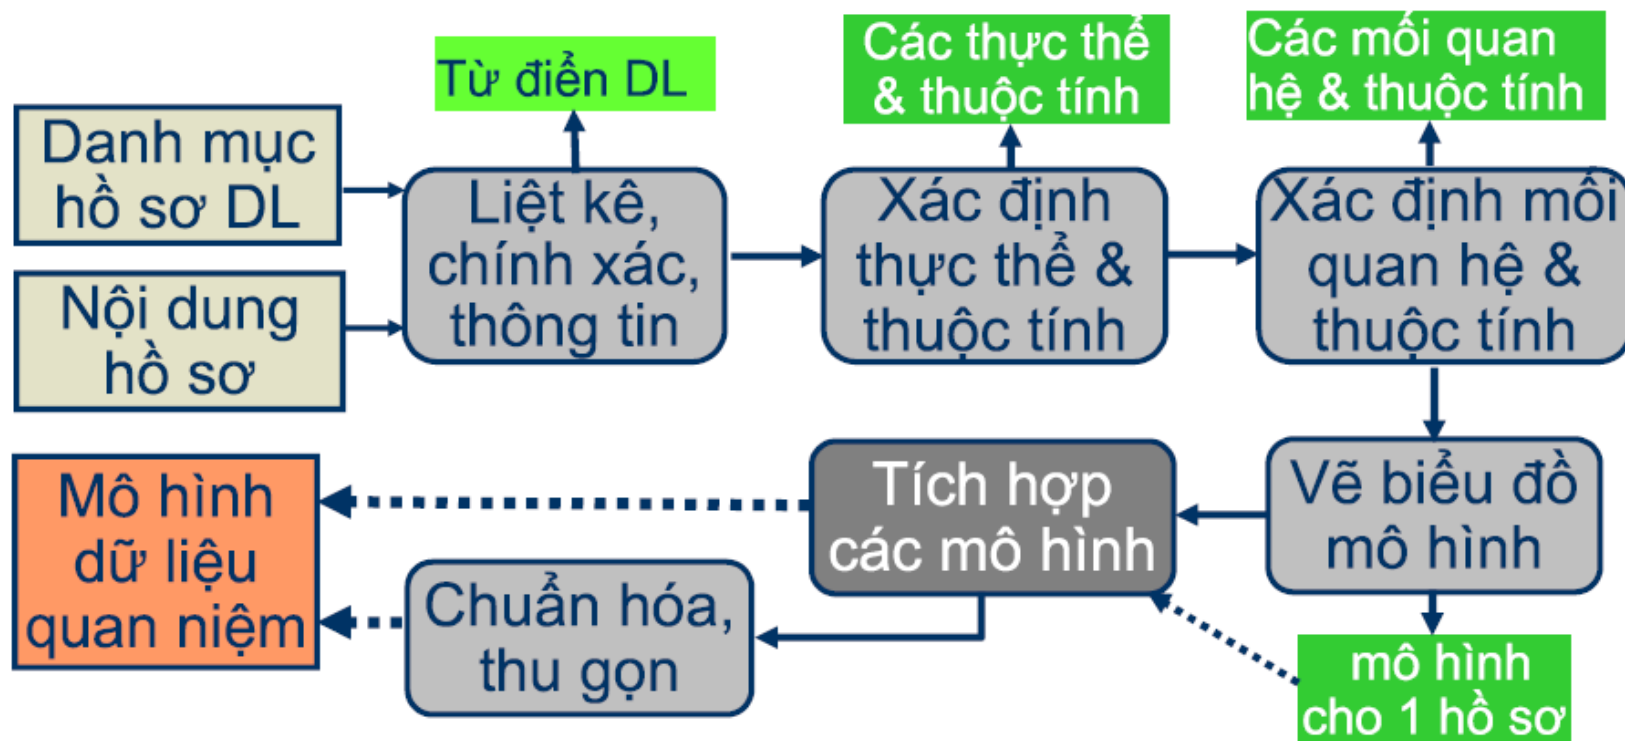 Từ điển DL
Các thực thể
& thuộc tính
Các mối quan
hệ & thuộc tính
Danh mục
hồ sơ DL
Nội dung
hồ sơ
Liệt kê,
chính xác,
thông tin
Xác định
thực thể &
thuộc tính
Xác định mối
quan hệ &
thuộc tính
Vẽ biểu đồ
mô hình
mô hình
cho 1 hồ sơ
Tích hợp
các mô hình
Chuẩn hóa,
thu gọn
Mô hình
dữ liệu
quan niệm